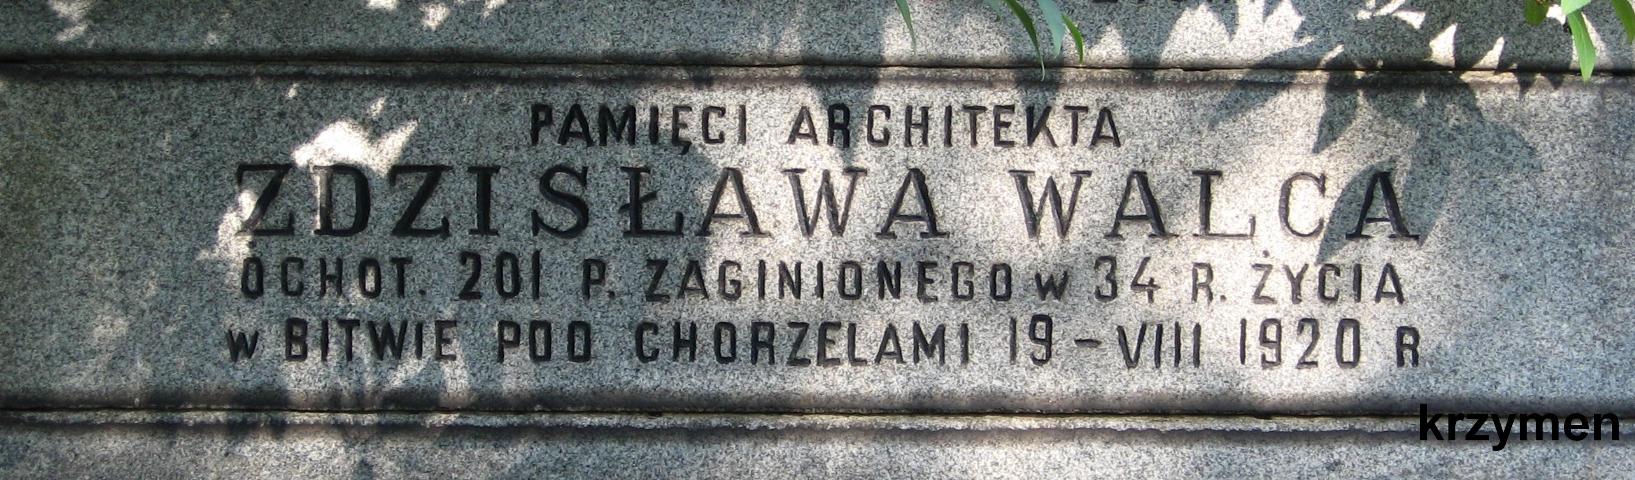 PAMIĘCI ARCHITEKTA
ZDZISŁAWA WALCA
OCHOT. 201 P. ZAGINIONEGO W 34 R. ŻYCIA
W BITWIE POD CHORZELAMI 19-VIII 1920 R
krzymen